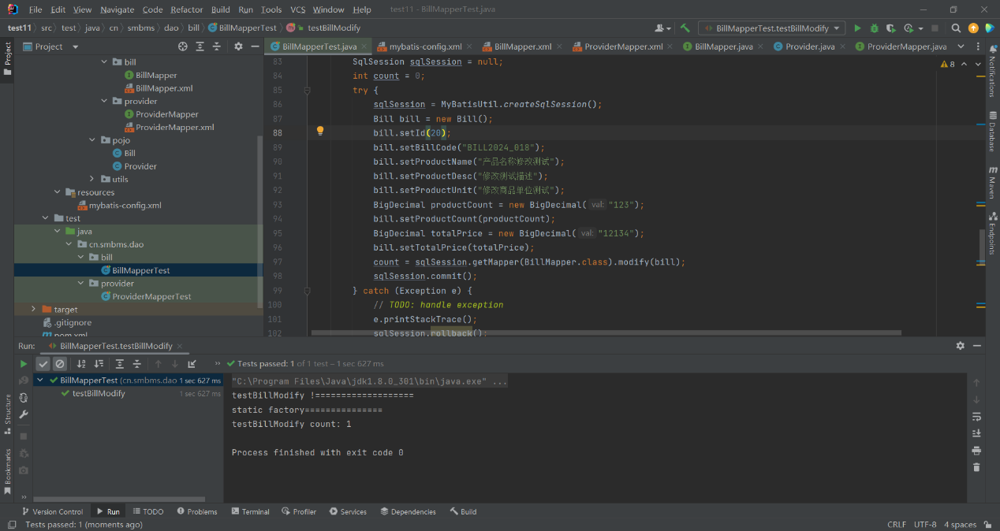 File Edit View Navigate Code Refactor Build Run Tools VCS Window Help test11 - BillMapperTest.java
test11 src test java cn smbms dao bill BillMapperTest testBillModify BillMapperTest.testBillModify
Project BillMapperTest.java mybatis-config.xml BillMapper.xml ProviderMapper.xml BillMapper.java Provider.java ProviderMapper.java
Project
Notifications
Database
Maven
Endpoints
Structure
Bookmarks
bill
BillMapper
BillMapper.xml
provider
ProviderMapper
ProviderMapper.xml
pojo
Bill
Provider
utils
resources
mybatis-config.xml
test
java
cn.smbms.dao
bill
BillMapperTest
provider
ProviderMapperTest
target
.gitignore
pom.xml
8
83 SqlSession sqlSession = null;
84 int count = 0;
85 try {
86 sqlSession = MyBatisUtil.createSqlSession();
87 Bill bill = new Bill();
88 bill.setId(20);
89 bill.setBillCode("BILL2024_018");
90 bill.setProductName("产品名称修改测试");
91 bill.setProductDesc("修改测试描述");
92 bill.setProductUnit("修改商品单位测试");
93 BigDecimal productCount = new BigDecimal( val: "123");
94 bill.setProductCount(productCount);
95 BigDecimal totalPrice = new BigDecimal( val: "12134");
96 bill.setTotalPrice(totalPrice);
97 count = sqlSession.getMapper(BillMapper.class).modify(bill);
98 sqlSession.commit();
99 } catch (Exception e) {
100 // TODO: handle exception
101 e.printStackTrace();
102 sqlSession.rollback();
Run: BillMapperTest.testBillModify
Tests passed: 1 of 1 test – 1 sec 627 ms
BillMapperTest (cn.smbms.dao 1 sec 627 ms
testBillModify 1 sec 627 ms
"C:\Program Files\Java\jdk1.8.0_301\bin\java.exe" ...
testBillModify !===================
static factory===============
testBillModify count: 1
Process finished with exit code 0
Version Control Run TODO Problems Terminal Profiler Services Dependencies Build
Tests passed: 1 (moments ago) CRLF UTF-8 4 spaces